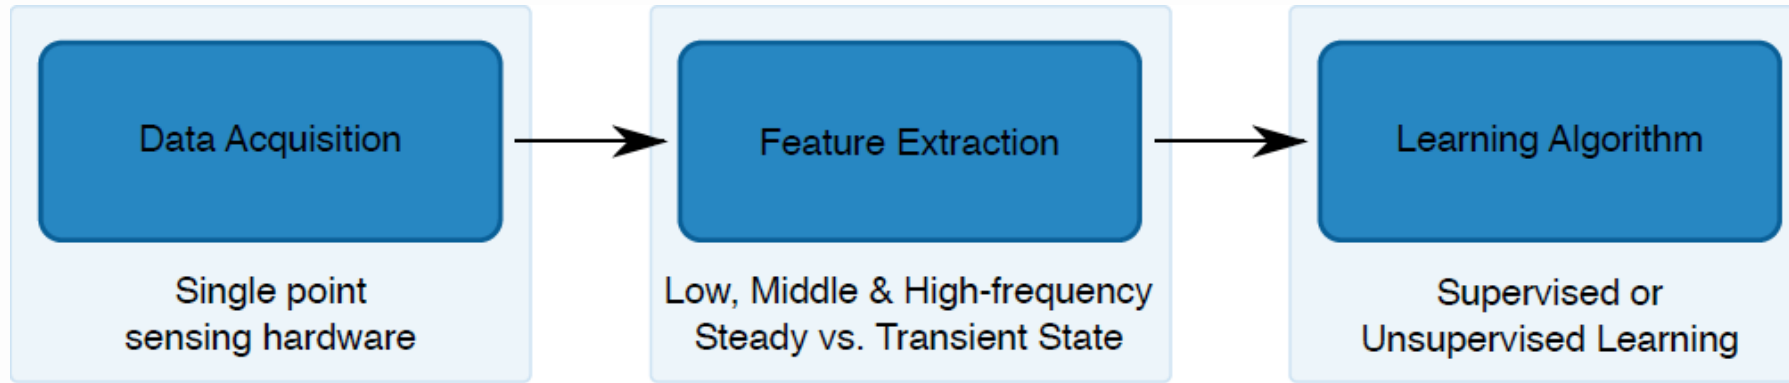 Data Acquisition
Single point
sensing hardware
Feature Extraction
Low, Middle & High-frequency
Steady vs. Transient State
Learning Algorithm
Supervised or
Unsupervised Learning